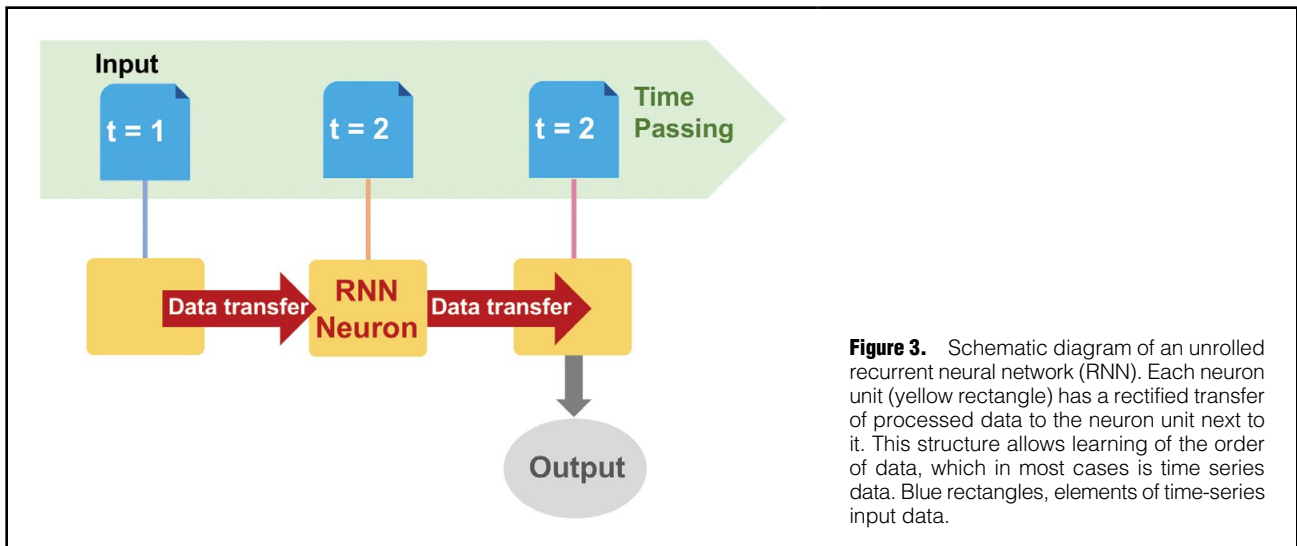 Input
t = 1
t = 2
t = 2
Time
Passing
Data transfer
RNN
Neuron
Data transfer
Output
Figure 3. Schematic diagram of an unrolled
recurrent neural network (RNN). Each neuron
unit (yellow rectangle) has a rectified transfer
of processed data to the neuron unit next to
it. This structure allows learning of the order
of data, which in most cases is time series
data. Blue rectangles, elements of time-series
input data.